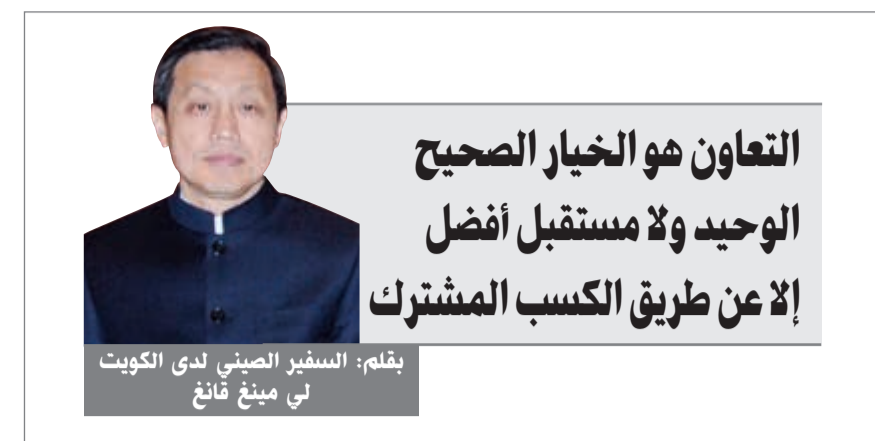 التعاون هو الخيار الصحيح
الوحيد ولا مستقبل أفضل
إلا عن طريق الكسب المشترك
بقلم: السفير الصيني لدى الكويت
لي مينغ قانغ